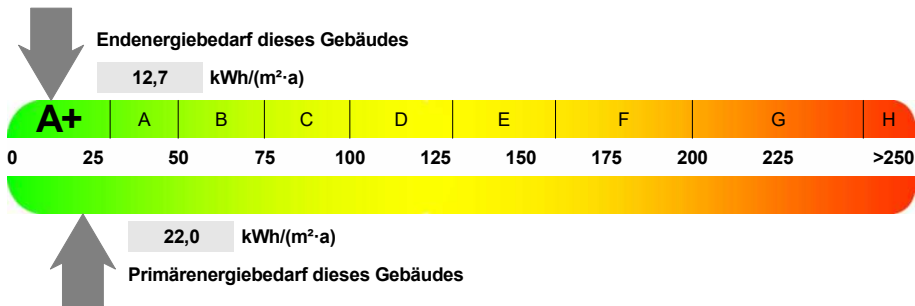 Endenergiebedarf dieses Gebäudes
12,7 kWh/(m²·a)
A+ A B C D E F G H
0 25 50 75 100 125 150 175 200 225 >250
22,0 kWh/(m²·a)
Primärenergiebedarf dieses Gebäudes